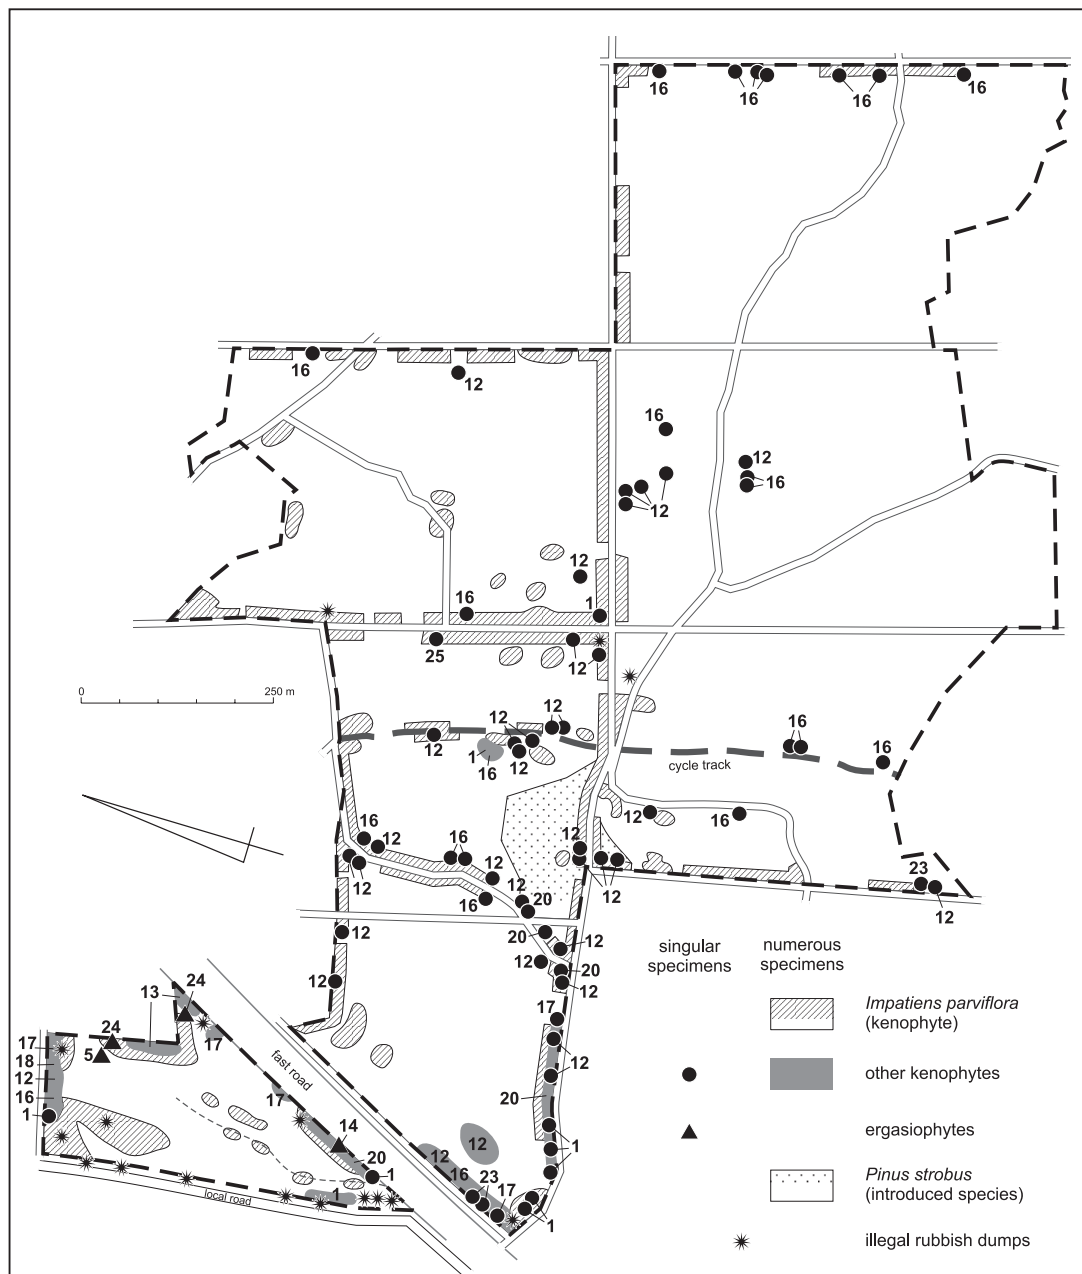 16 16 16 16
16 12
16
12
16
12
12
16 1
25 12
0 250 m
12
12
12 12
1
16
16
16
cycle track
16 12 16 12 12 16
12 12
12 20
16
23
12
12 20 12
12 20
12
12
singular specimens
numerous specimens
Impatiens parviflora
(kenophyte)
other kenophytes
ergasiophytes
Pinus strobus
(introduced species)
illegal rubbish dumps
13 24
24
17 5
18
12
16
1
17
17
fast road
17
12
20
14
20
1
12 12
16
23
17
1
1
1
local road